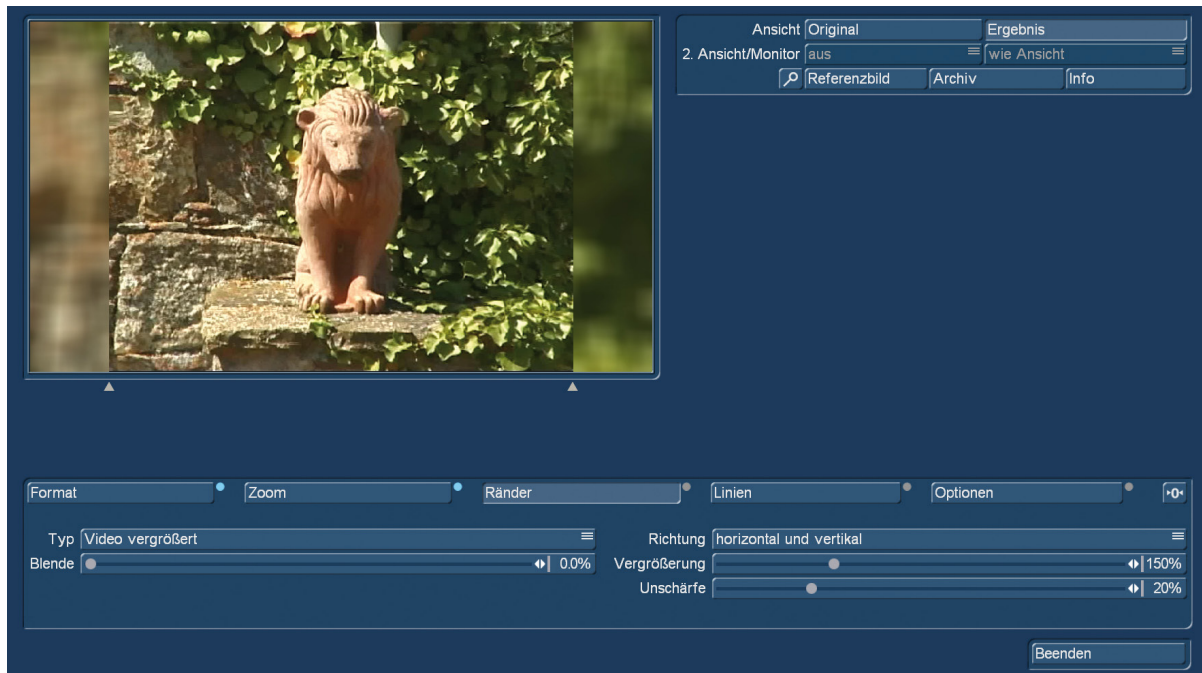 Ansicht Original Ergebnis
2. Ansicht/Monitor aus wie Ansicht
Referenzbild Archiv Info
Format Zoom Ränder Linien Optionen 0
Typ Video vergrößert Richtung horizontal und vertikal
Blende 0.0% Vergrößerung 150%
Unschärfe 20%
Beenden